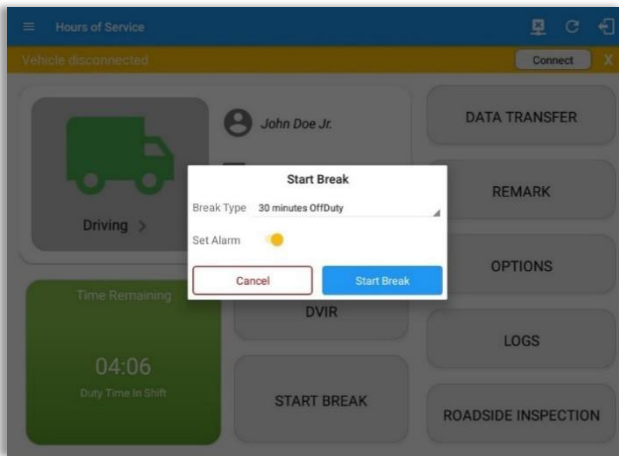 Hours of Service
Vehicle disconnected
Connect
X
John Doe Jr.
Driving >
DATA TRANSFER
REMARK
OPTIONS
LOGS
ROADSIDE INSPECTION
Start Break
Break Type 30 minutes OffDuty
Set Alarm
Cancel
Start Break
Time Remaining
04:06
Duty Time In Shift
DVIR
START BREAK